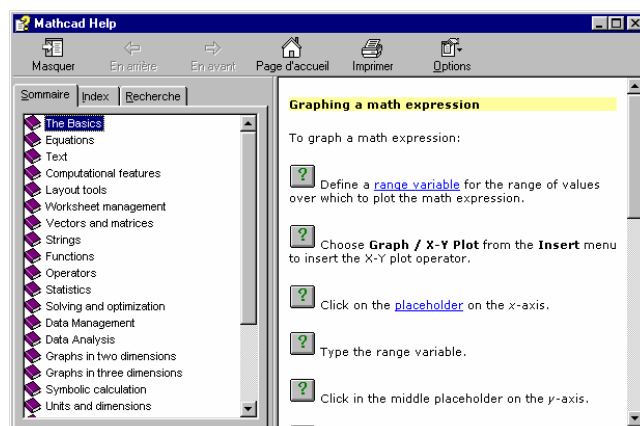 Mathcad Help
Masquer En arrière En avant Page d'accueil Imprimer Options
Sommaire Index Recherche
The Basics
Equations
Text
Computational features
Layout tools
Worksheet management
Vectors and matrices
Strings
Functions
Operators
Statistics
Solving and optimization
Data Management
Data Analysis
Graphs in two dimensions
Graphs in three dimensions
Symbolic calculation
Units and dimensions
Graphing a math expression
To graph a math expression:
? Define a range variable for the range of values
over which to plot the math expression.
? Choose Graph / X-Y Plot from the Insert menu
to insert the X-Y plot operator.
? Click on the placeholder on the x-axis.
? Type the range variable.
? Click in the middle placeholder on the y-axis.